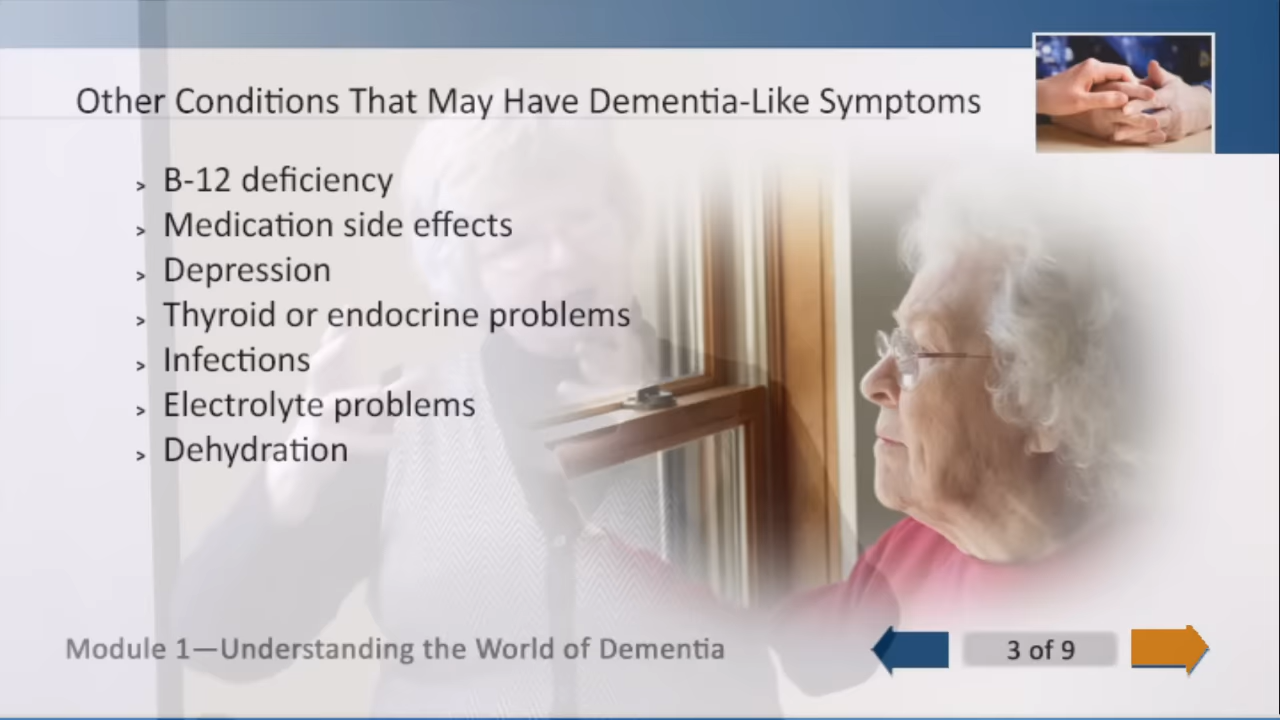 Other Conditions That May Have Dementia-Like Symptoms
> B-12 deficiency
> Medication side effects
> Depression
> Thyroid or endocrine problems
> Infections
> Electrolyte problems
> Dehydration
Module 1—Understanding the World of Dementia
3 of 9